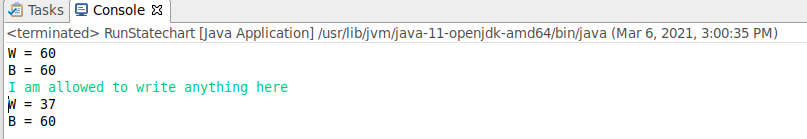 Tasks Console
<terminated> RunStatechart [Java Application] /usr/lib/jvm/java-11-openjdk-amd64/bin/java (Mar 6, 2021, 3:00:35 PM)
W = 60
B = 60
I am allowed to write anything here
W = 37
B = 60